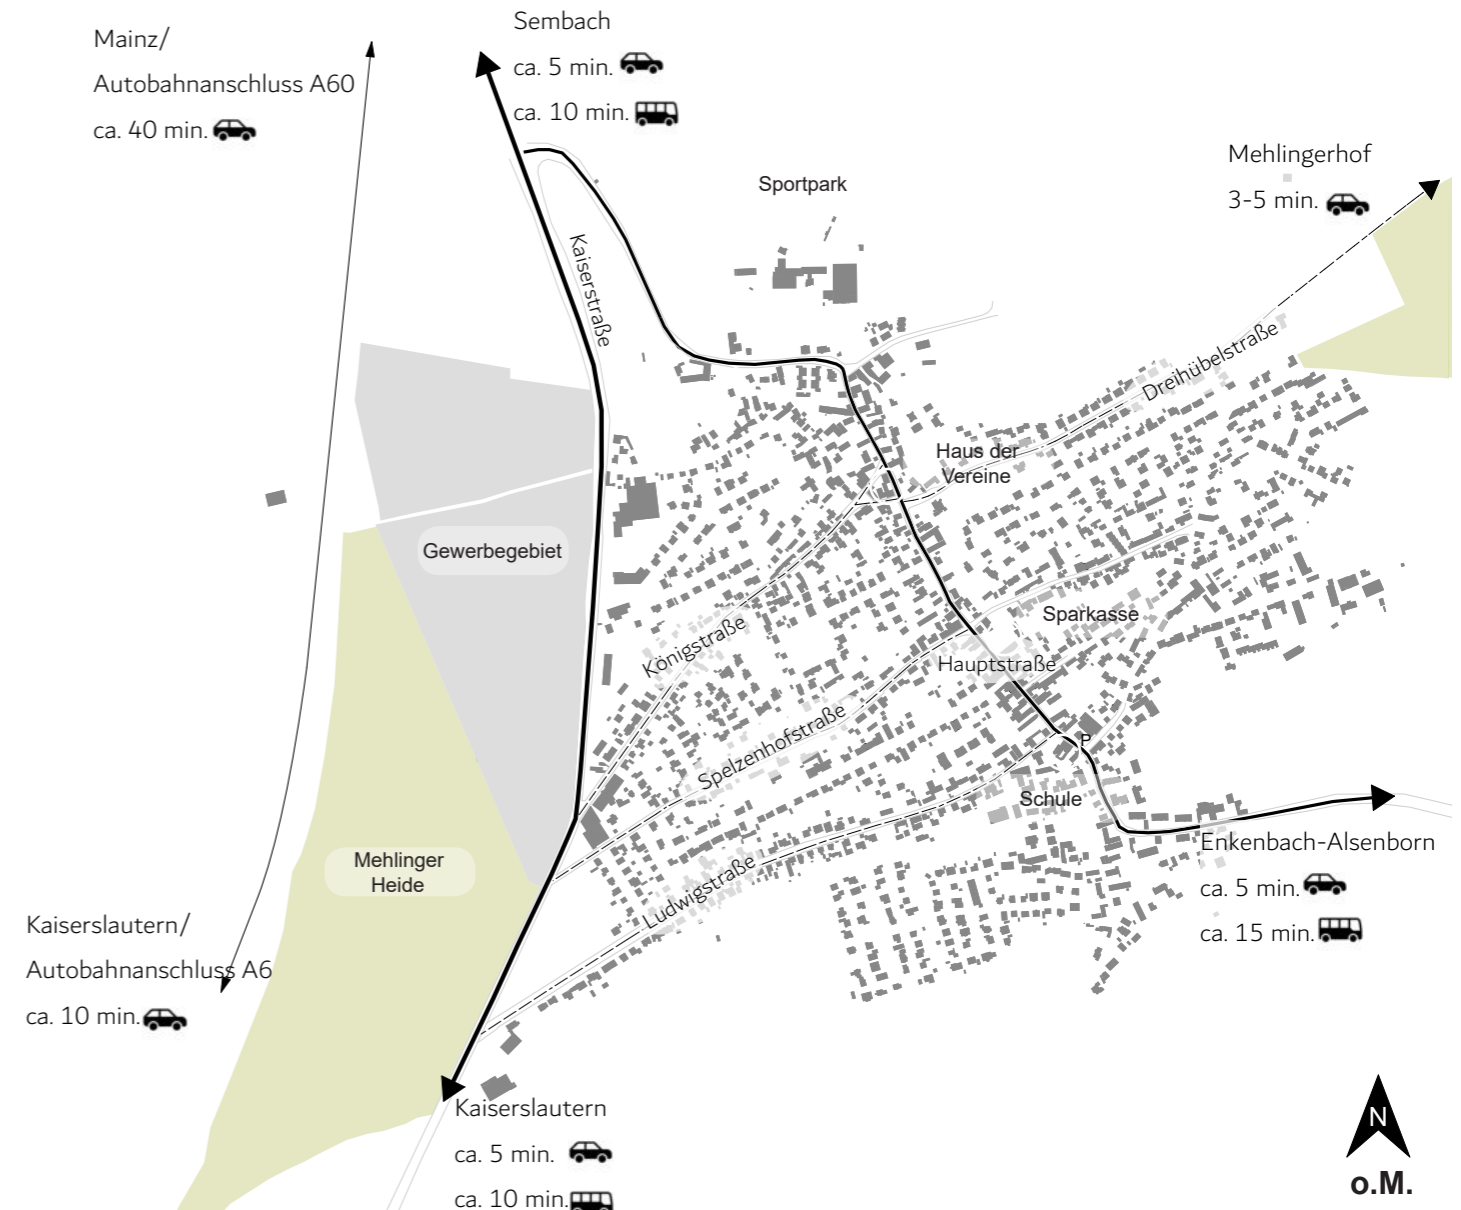 Sembach
ca. 5 min.
ca. 10 min.
Mainz/
Autobahnanschluss A60
ca. 40 min.
Mehlingerhof
3-5 min.
Sportpark
Kaiserstraße
Dreihübelstraße
Haus der
Vereine
Gewerbegebiet
Sparkasse
Königstraße
Hauptstraße
Spelzenhofstraße
P
Schule
Enkenbach-Alsenborn
ca. 5 min.
ca. 15 min.
Mehlinger
Heide
Ludwigstraße
Kaiserslautern/
Autobahnanschluss A6
ca. 10 min.
Kaiserslautern
ca. 5 min.
ca. 10 min.
N
o.M.